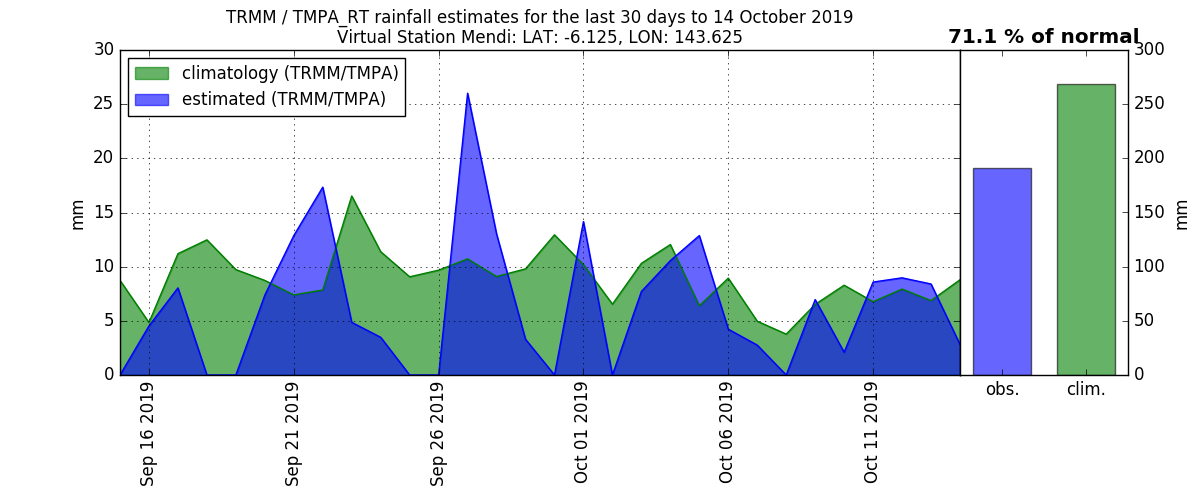 TRMM / TMPA_RT rainfall estimates for the last 30 days to 14 October 2019
Virtual Station Mendi: LAT: -6.125, LON: 143.625
71.1 % of normal
climatology (TRMM/TMPA)
estimated (TRMM/TMPA)
30
25
20
15
10
5
0
mm
300
250
200
150
100
50
0
mm
Sep 16 2019
Sep 21 2019
Sep 26 2019
Oct 01 2019
Oct 06 2019
Oct 11 2019
obs.
clim.